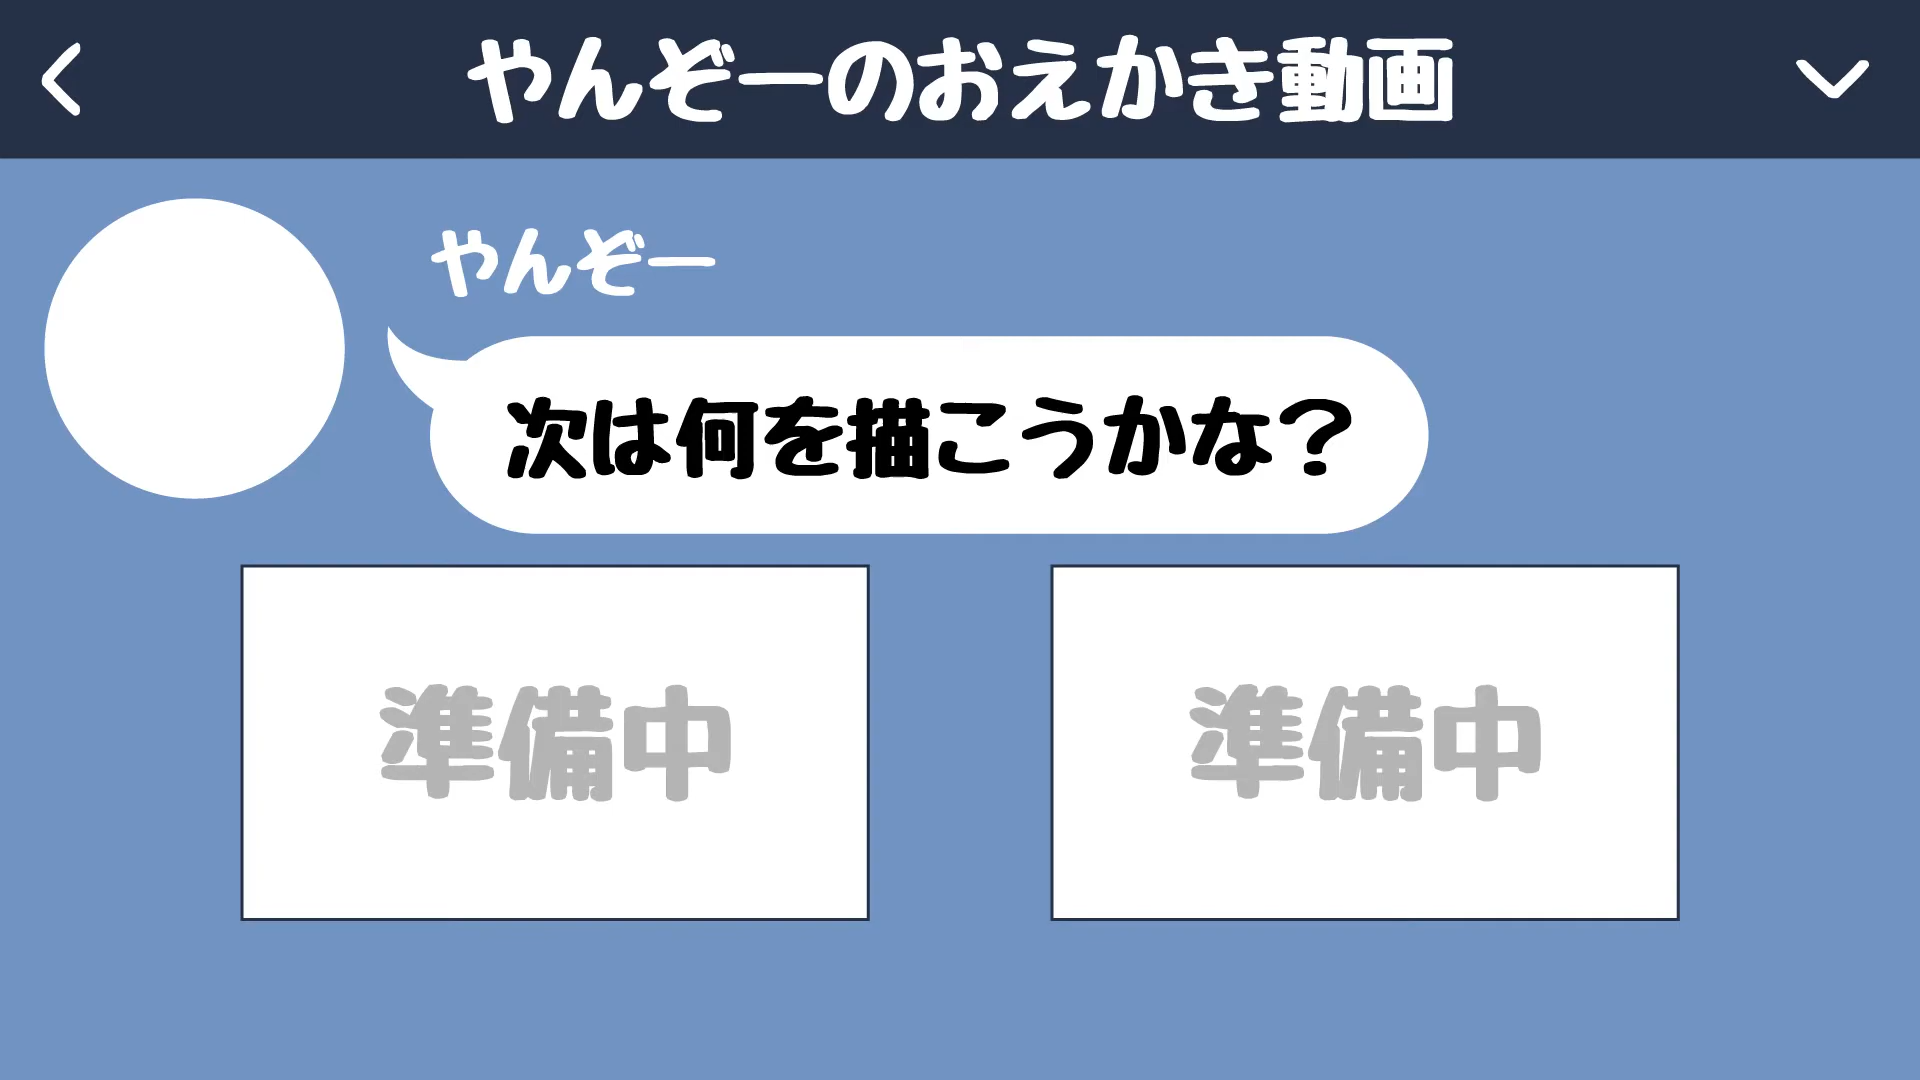 やんぞーのおえかき動画
やんぞー
次は何を描こうかな？
準備中
準備中